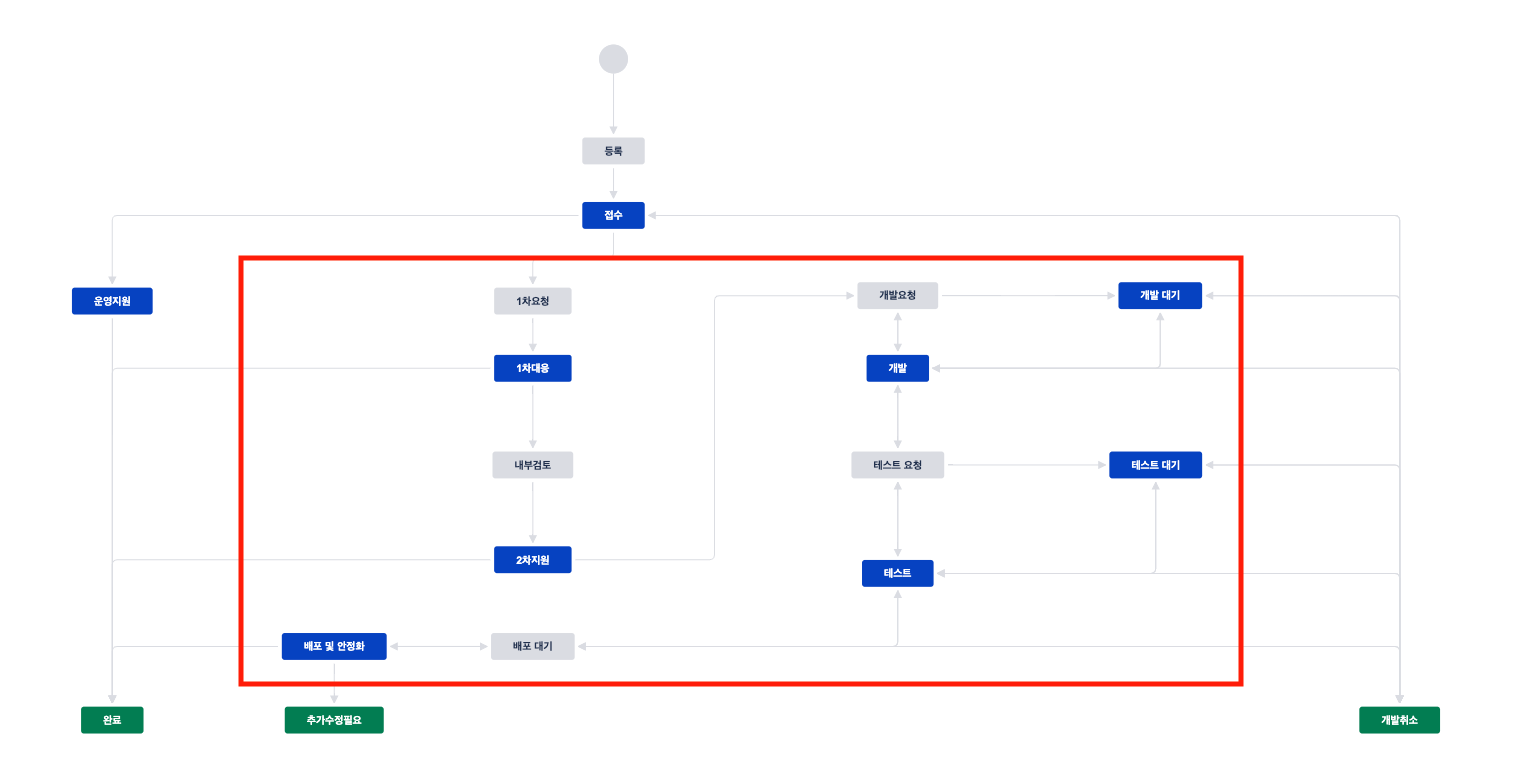 등록
접수
운영지원
1차요청
개발요청
개발 대기
1차대응
개발
내부검토
테스트 요청
테스트 대기
2차지원
테스트
배포 및 안정화
배포 대기
완료
추가수정필요
개발취소